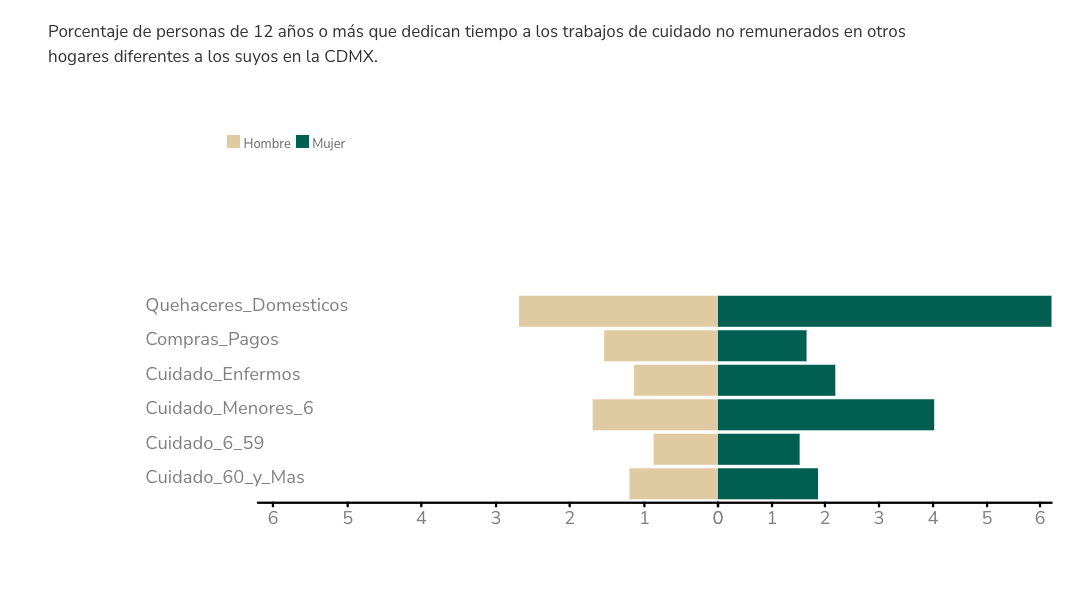 Porcentaje de personas de 12 años o más que dedican tiempo a los trabajos de cuidado no remunerados en otros
hogares diferentes a los suyos en la CDMX.
Hombre Mujer
Quehaceres_Domesticos
Compras_Pagos
Cuidado_Enfermos
Cuidado_Menores_6
Cuidado_6_59
Cuidado_60_y_Mas
6 5 4 3 2 1 0 1 2 3 4 5 6